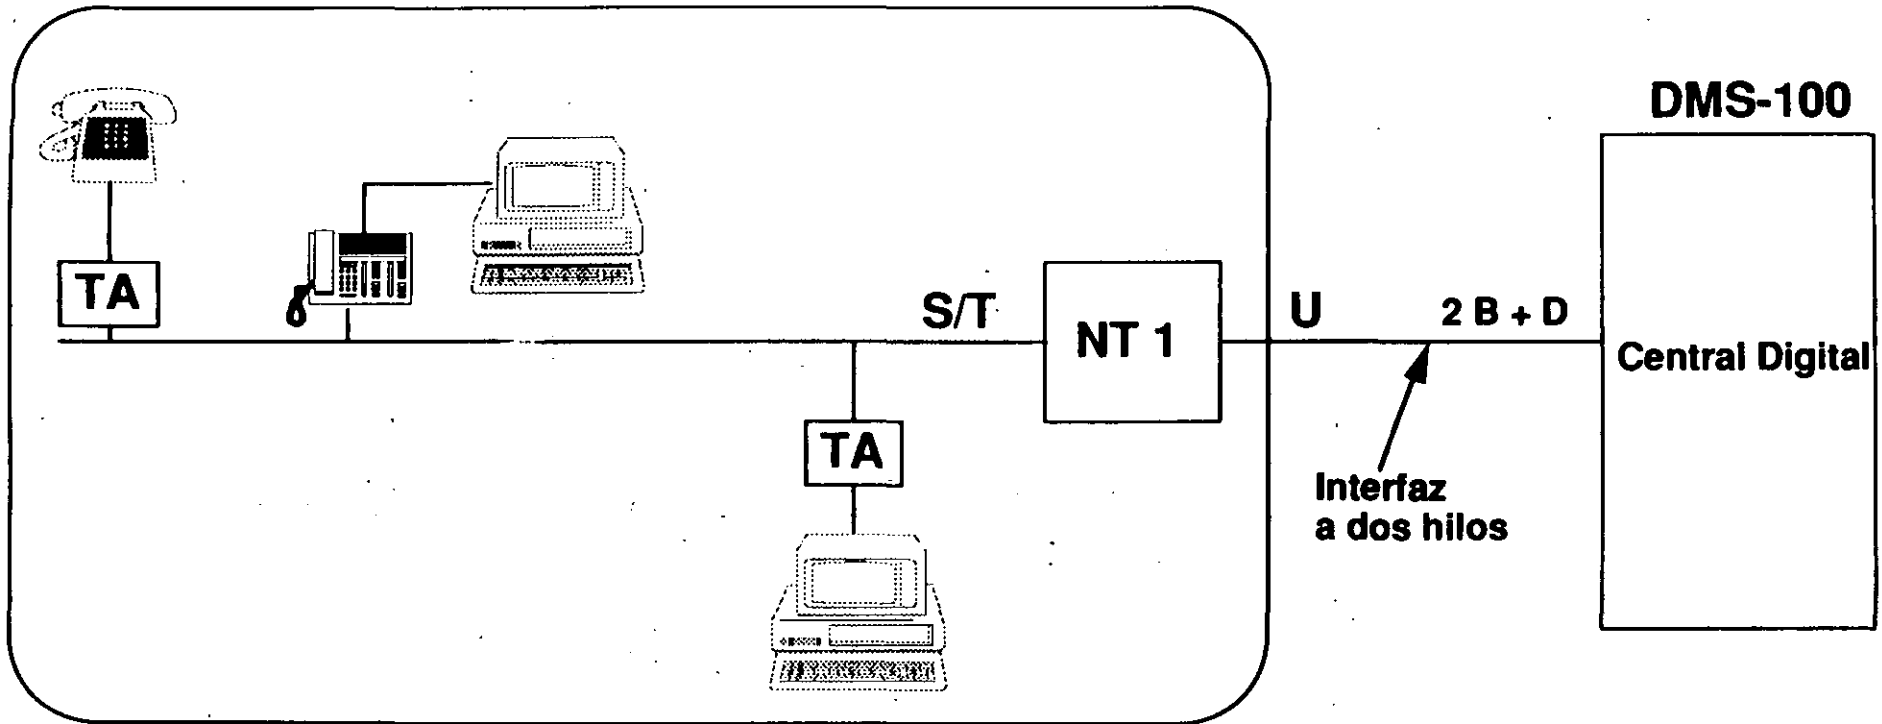 DMS-100
TA
S/T
NT 1
U
2 B + D
Central Digital
TA
Interfaz
a dos hilos